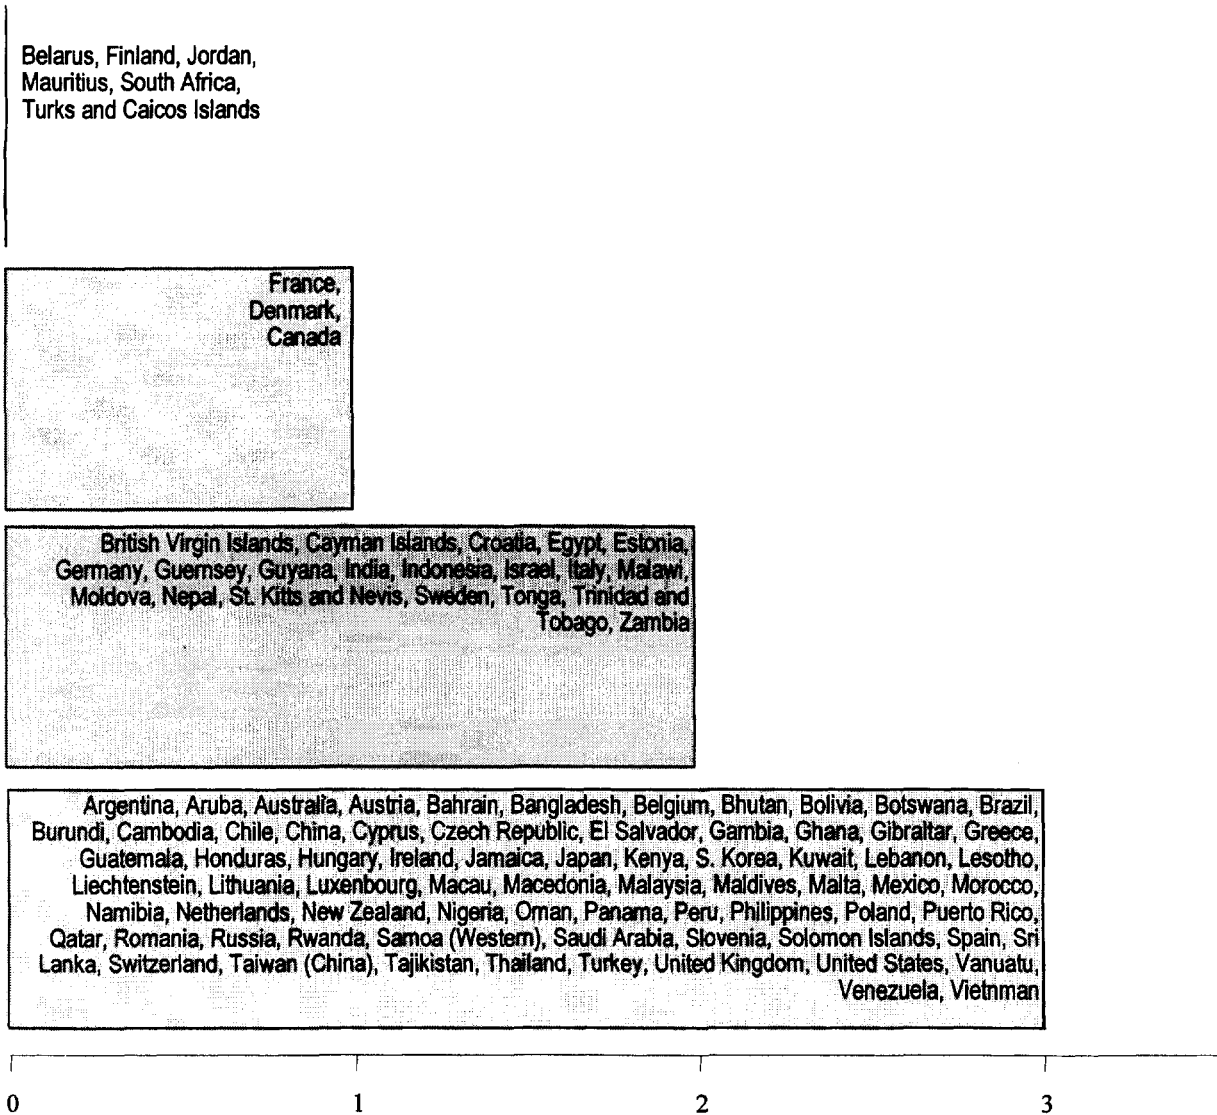 Belarus, Finland, Jordan,
Mauritius, South Africa,
Turks and Caicos Islands
France,
Denmark,
Canada
British Virgin Islands, Cayman Islands, Croatia, Egypt, Estonia,
Germany, Guernsey, Guyana, India, Indonesia, Israel, Italy, Malawi,
Moldova, Nepal, St. Kitts and Nevis, Sweden, Tonga, Trinidad and
Tobago, Zambia
Argentina, Aruba, Australia, Austria, Bahrain, Bangladesh, Belgium, Bhutan, Bolivia, Botswana, Brazil,
Burundi, Cambodia, Chile, China, Cyprus, Czech Republic, El Salvador, Gambia, Ghana, Gibraltar, Greece,
Guatemala, Honduras, Hungary, Ireland, Jamaica, Japan, Kenya, S. Korea, Kuwait, Lebanon, Lesotho,
Liechtenstein, Lithuania, Luxenbourg, Macau, Macedonia, Malaysia, Maldives, Malta, Mexico, Morocco,
Namibia, Netherlands, New Zealand, Nigeria, Oman, Panama, Peru, Philippines, Poland, Puerto Rico,
Qatar, Romania, Russia, Rwanda, Samoa (Western), Saudi Arabia, Slovenia, Solomon Islands, Spain, Sri
Lanka, Switzerland, Taiwan (China), Tajikistan, Thailand, Turkey, United Kingdom, United States, Vanuatu,
Venezuela, Vietnman
0 1 2 3